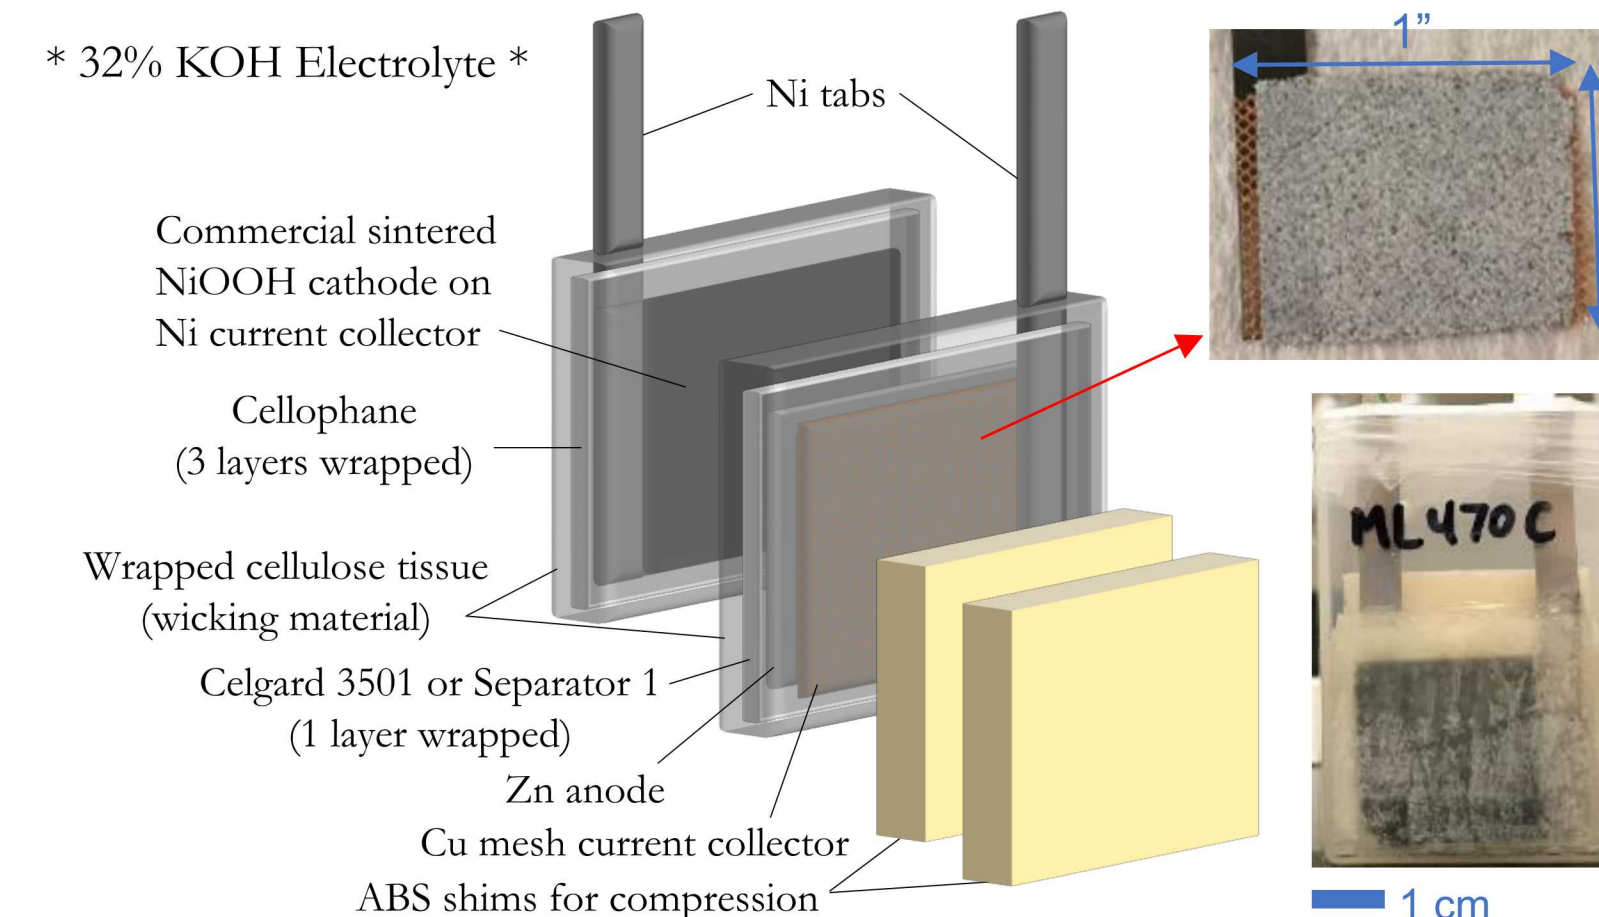 * 32% KOH Electrolyte *
Ni tabs
1”
Commercial sintered
NiOOH cathode on
Ni current collector
Cellophane
(3 layers wrapped)
ML470C
Wrapped cellulose tissue
(wicking material)
Celgard 3501 or Separator 1
(1 layer wrapped)
Zn anode
Cu mesh current collector
ABS shims for compression
1 cm